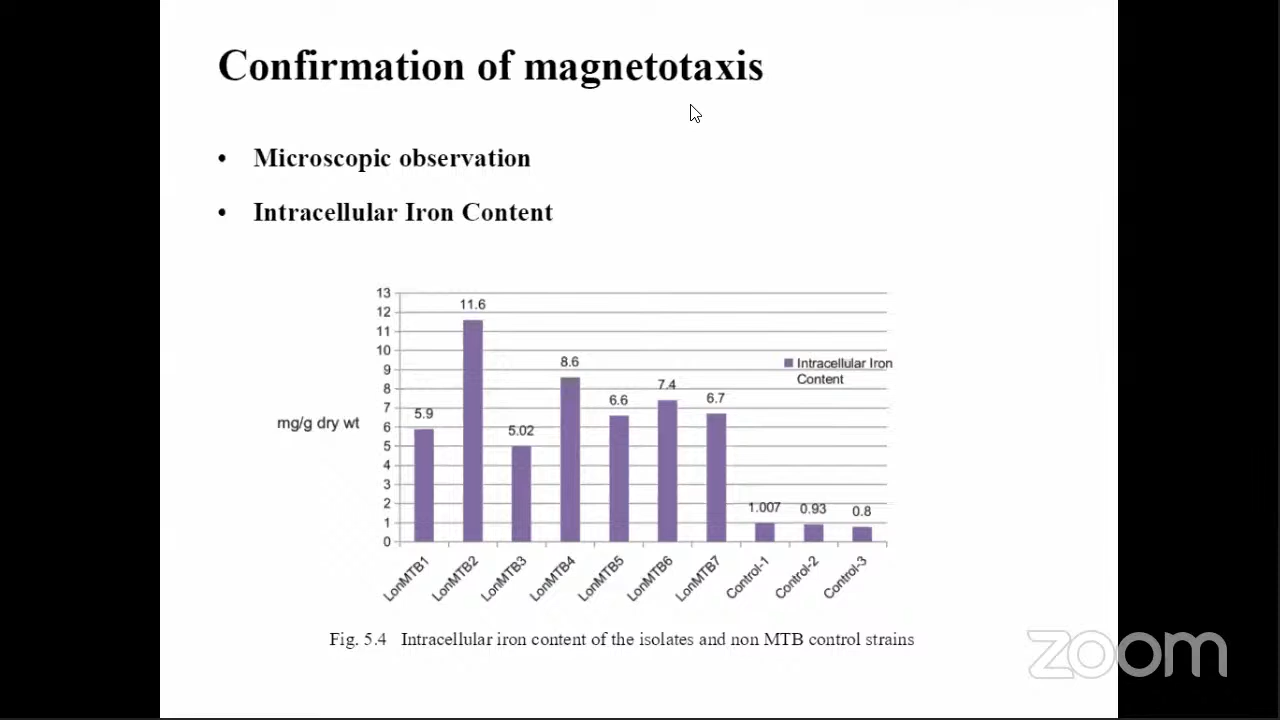 Confirmation of magnetotaxis
• Microscopic observation
• Intracellular Iron Content
13
12
11
10
9
8
7
6
5
4
3
2
1
0
mg/g dry wt
5.9
11.6
5.02
8.6
6.6
7.4
6.7
1.007
0.93
0.8
Intracellular Iron
Content
LonMTB1
LonMTB2
LonMTB3
LonMTB4
LonMTB5
LonMTB6
LonMTB7
Control-1
Control-2
Control-3
Fig. 5.4 Intracellular iron content of the isolates and non MTB control strains
zoom